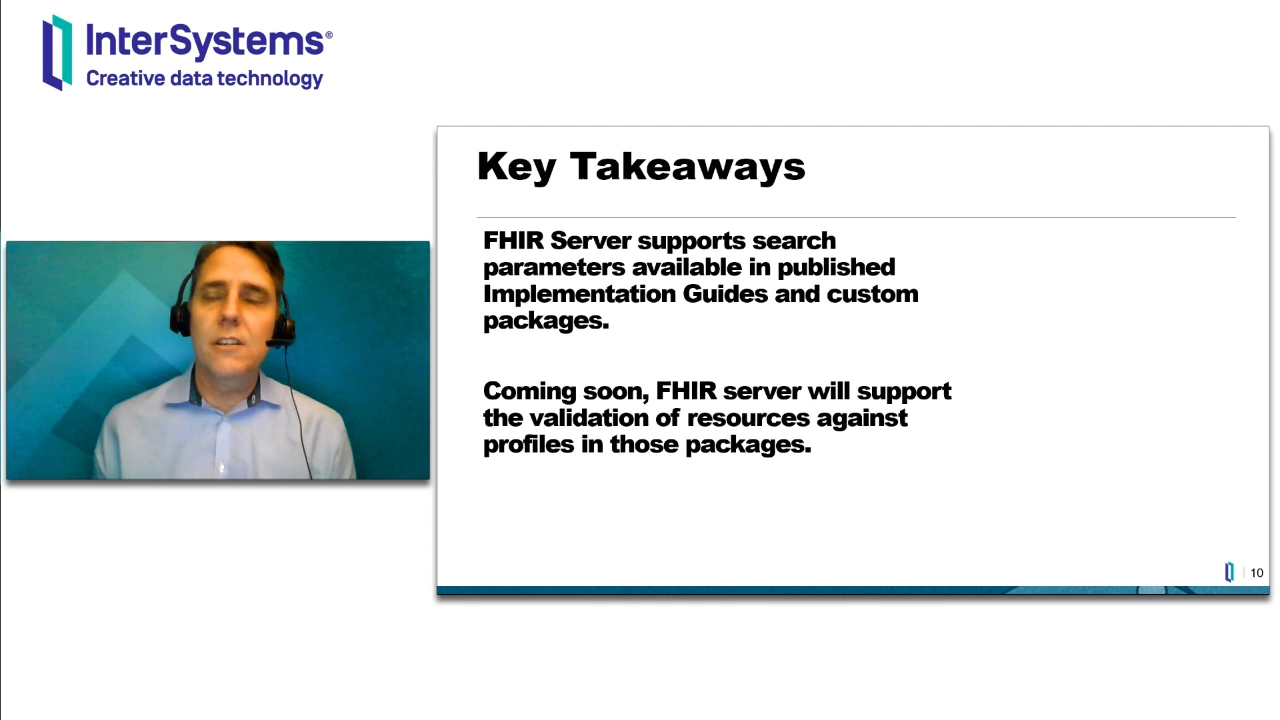 InterSystems®
Creative data technology
Key Takeaways
FHIR Server supports search
parameters available in published
Implementation Guides and custom
packages.
Coming soon, FHIR server will support
the validation of resources against
profiles in those packages.
10